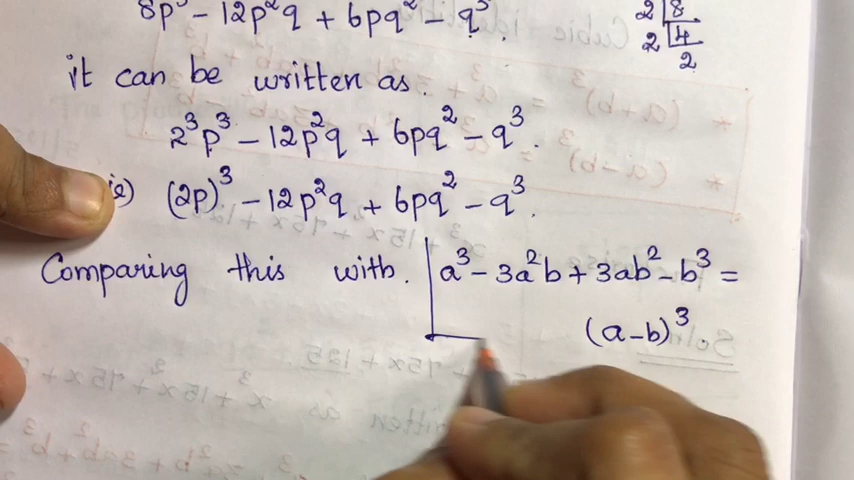 8p³ - 12p²q + 6pq² - q³.
2 8
2 4
2
it can be written as.
2³p³ - 12p²q + 6pq² - q³.
ie) (2p)³ - 12p²q + 6pq² - q³.
Comparing this with. a³ - 3a²b + 3ab² - b³ =
(a-b)³.